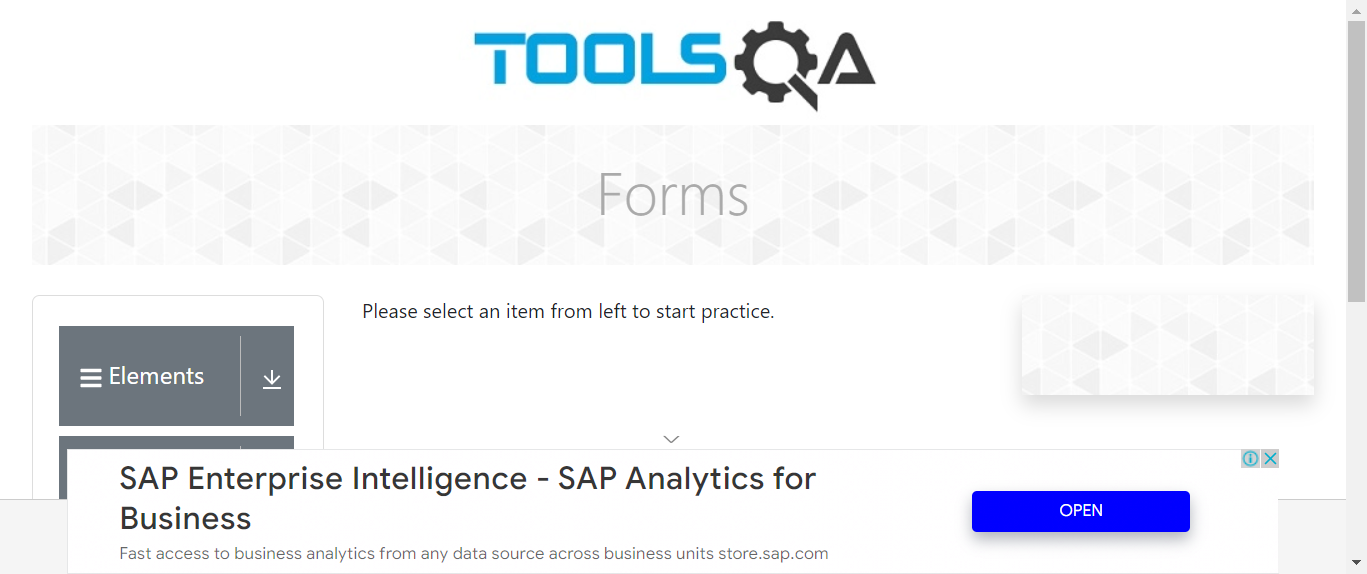 TOOLSQA
Forms
Please select an item from left to start practice.
Elements
SAP Enterprise Intelligence - SAP Analytics for
Business
Fast access to business analytics from any data source across business units store.sap.com
OPEN